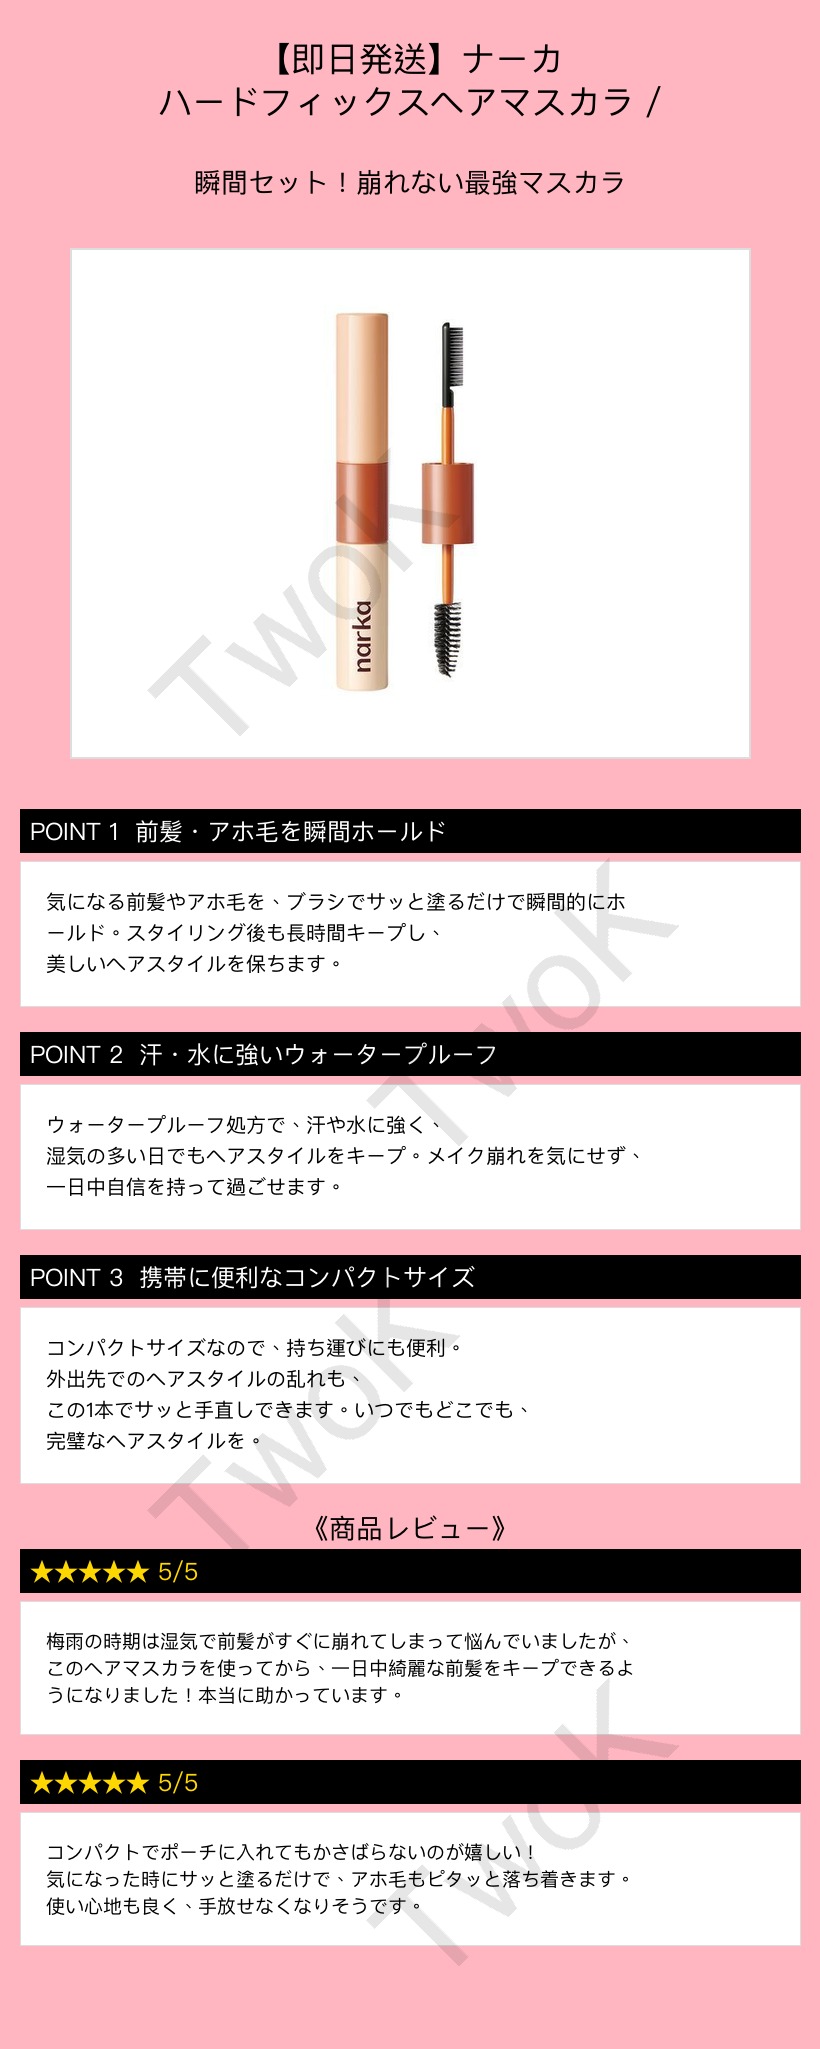 【即日発送】ナーカ
ハードフィックスヘアマスカラ /
瞬間セット！崩れない最強マスカラ
narka
TwoK
POINT 1 前髪・アホ毛を瞬間ホールド
気になる前髪やアホ毛を、ブラシでサッと塗るだけで瞬間的にホ
ールド。スタイリング後も長時間キープし、
美しいヘアスタイルを保ちます。
TwoK
POINT 2 汗・水に強いウォータープルーフ
ウォータープルーフ処方で、汗や水に強く、
湿気の多い日でもヘアスタイルをキープ。メイク崩れを気にせず、
一日中自信を持って過ごせます。
POINT 3 携帯に便利なコンパクトサイズ
コンパクトサイズなので、持ち運びにも便利。
外出先でのヘアスタイルの乱れも、
この1本でサッと手直しできます。いつでもどこでも、
完璧なヘアスタイルを。
TwoK
《商品レビュー》
★★★★★ 5/5
梅雨の時期は湿気で前髪がすぐに崩れてしまって悩んでいましたが、
このヘアマスカラを使ってから、一日中綺麗な前髪をキープできるよ
うになりました！本当に助かっています。
★★★★★ 5/5
コンパクトでポーチに入れてもかさばらないのが嬉しい！
気になった時にサッと塗るだけで、アホ毛もピタッと落ち着きます。
使い心地も良く、手放せなくなりそうです。
TwoK